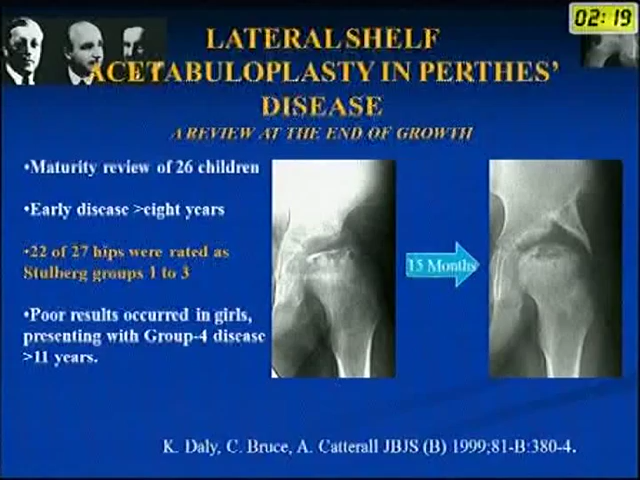 02:19
LATERAL SHELF
ACETABULOPLASTY IN PERTHES'
DISEASE
A REVIEW AT THE END OF GROWTH
•Maturity review of 26 children
•Early disease >eight years
•22 of 27 hips were rated as
Stulberg groups 1 to 3
•Poor results occurred in girls,
presenting with Group-4 disease
>11 years.
15 Months
K. Daly, C. Bruce, A. Catterall JBJS (B) 1999;81-B:380-4.